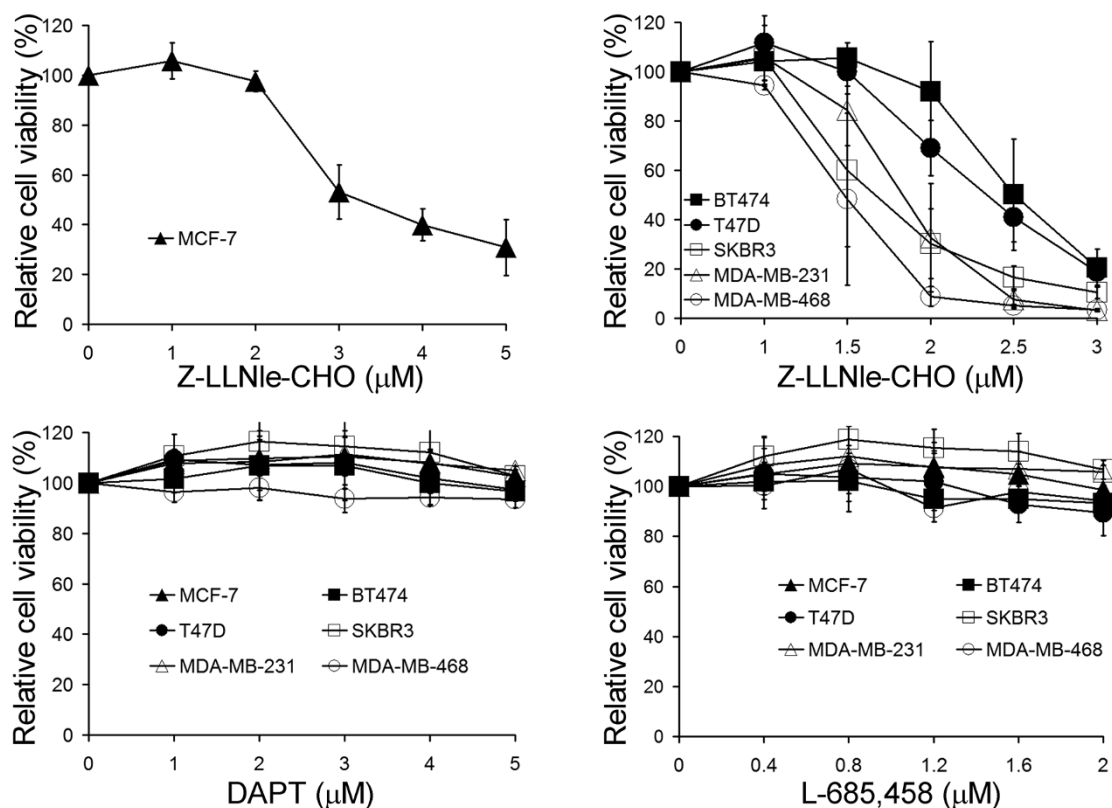 Relative cell viability (%)
120
100
80
60
40
20
0
MCF-7
0 1 2 3 4 5
Z-LLNle-CHO (μM)
Relative cell viability (%)
120
100
80
60
40
20
0
BT474
T47D
SKBR3
MDA-MB-231
MDA-MB-468
0 1 1.5 2 2.5 3
Z-LLNle-CHO (μM)
Relative cell viability (%)
120
100
80
60
40
20
0
MCF-7 BT474
T47D SKBR3
MDA-MB-231 MDA-MB-468
0 1 2 3 4 5
DAPT (μM)
Relative cell viability (%)
120
100
80
60
40
20
0
MCF-7 BT474
T47D SKBR3
MDA-MB-231 MDA-MB-468
0 0.4 0.8 1.2 1.6 2
L-685,458 (μM)